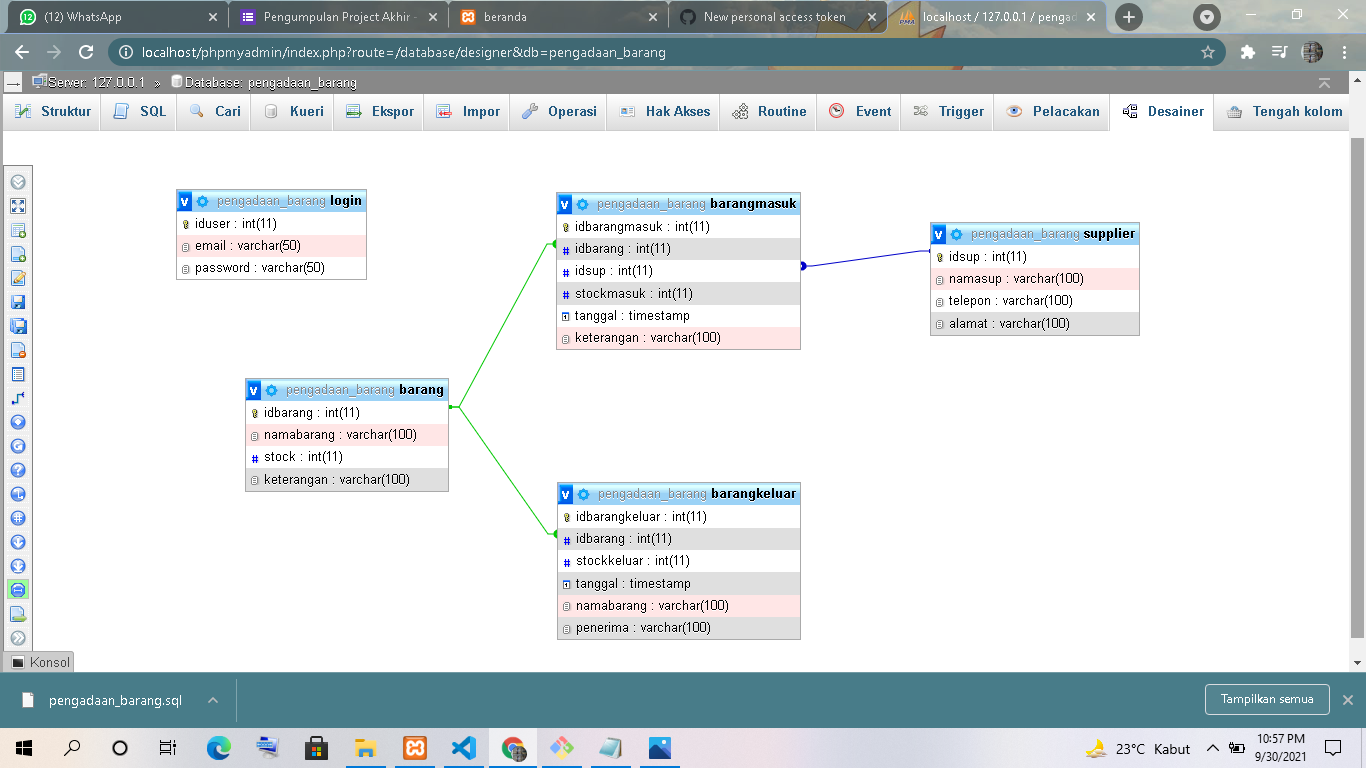 (12) WhatsApp
Pengumpulan Project Akhir -
beranda
New personal access token
localhost / 127.0.0.1 / pengad
localhost/phpmyadmin/index.php?route=/database/designer&db=pengadaan_barang
Server: 127.0.0.1 » Database: pengadaan_barang
Struktur SQL Cari Kueri Ekspor Impor Operasi Hak Akses Routine Event Trigger Pelacakan Desainer Tengah kolom
v pengadaan_barang login
iduser : int(11)
email : varchar(50)
password : varchar(50)
v pengadaan_barang barangmasuk
idbarangmasuk : int(11)
# idbarang : int(11)
# idsup : int(11)
# stockmasuk : int(11)
tanggal : timestamp
keterangan : varchar(100)
v pengadaan_barang supplier
idsup : int(11)
namasup : varchar(100)
telepon : varchar(100)
alamat : varchar(100)
v pengadaan_barang barang
idbarang : int(11)
namabarang : varchar(100)
# stock : int(11)
keterangan : varchar(100)
v pengadaan_barang barangkeluar
idbarangkeluar : int(11)
# idbarang : int(11)
# stockkeluar : int(11)
tanggal : timestamp
namabarang : varchar(100)
penerima : varchar(100)
Konsol
pengadaan_barang.sql
Tampilkan semua
23°C Kabut
10:57 PM
9/30/2021